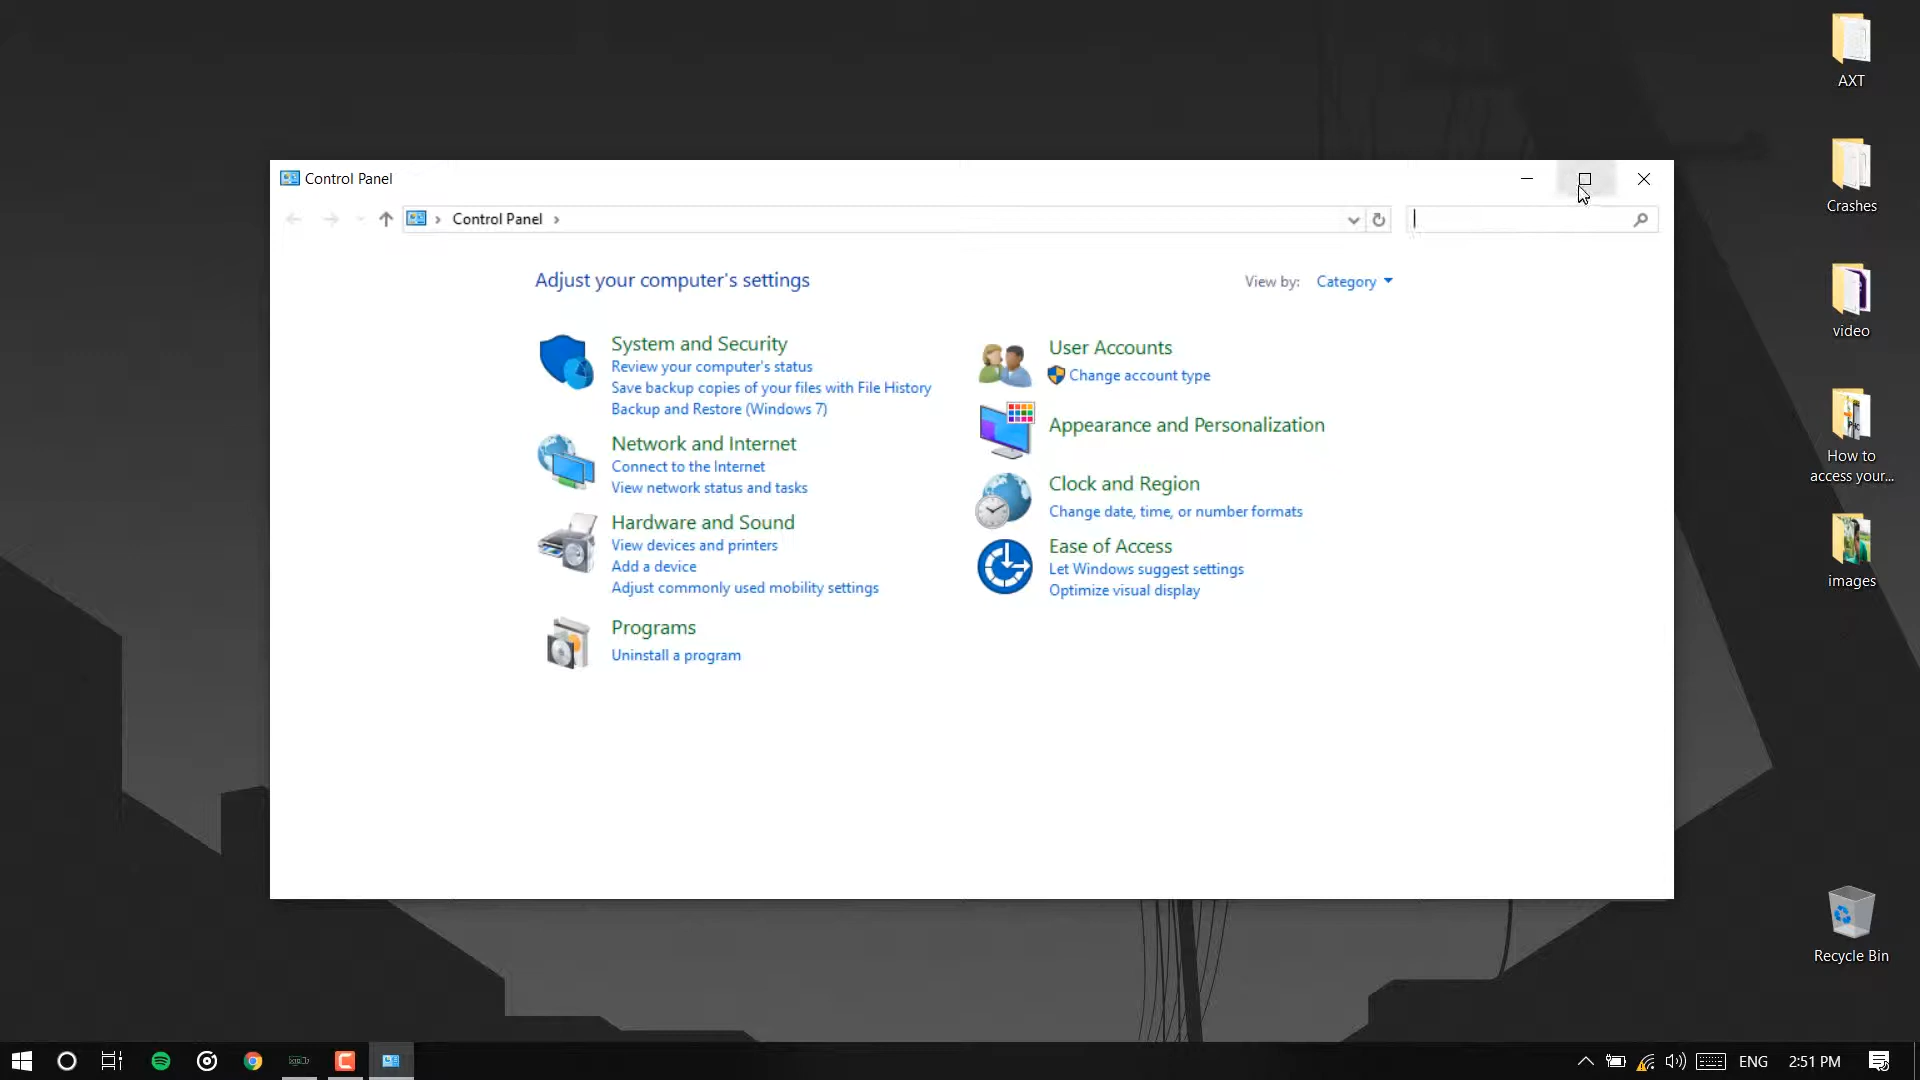 Control Panel
Control Panel
Adjust your computer's settings
View by: Category
System and Security
Review your computer's status
Save backup copies of your files with File History
Backup and Restore (Windows 7)
Network and Internet
Connect to the Internet
View network status and tasks
Hardware and Sound
View devices and printers
Add a device
Adjust commonly used mobility settings
Programs
Uninstall a program
User Accounts
Change account type
Appearance and Personalization
Clock and Region
Change date, time, or number formats
Ease of Access
Let Windows suggest settings
Optimize visual display
AXT
Crashes
video
How to
access your...
images
Recycle Bin
ENG
2:51 PM